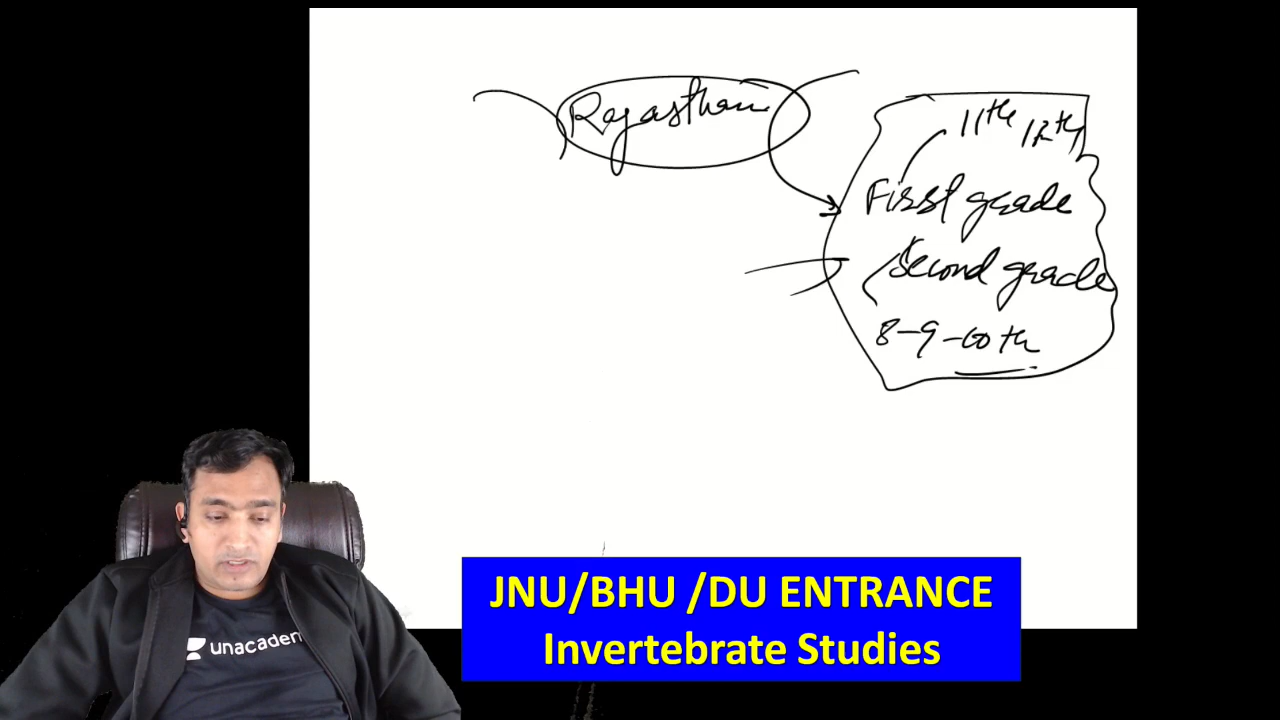 Rajasthan
11th 12th
First grade
Second grade
8-9-10th
unacadem
JNU/BHU /DU ENTRANCE
Invertebrate Studies